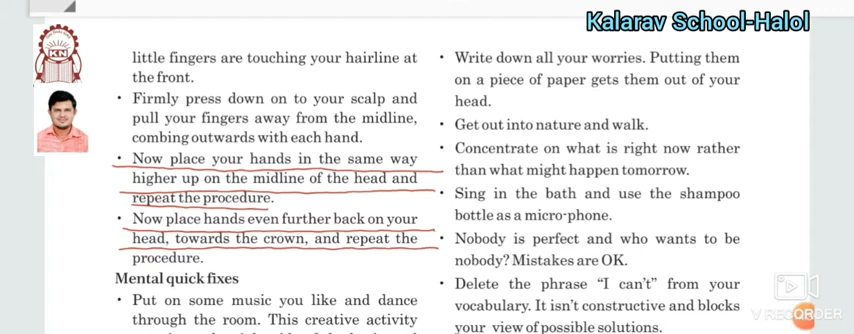 Kalarav School-Halol
KN
little fingers are touching your hairline at
the front.
• Firmly press down on to your scalp and
pull your fingers away from the midline,
combing outwards with each hand.
• Now place your hands in the same way
higher up on the midline of the head and
repeat the procedure.
• Now place hands even further back on your
head, towards the crown, and repeat the
procedure.
Mental quick fixes
• Put on some music you like and dance
through the room. This creative activity
• Write down all your worries. Putting them
on a piece of paper gets them out of your
head.
• Get out into nature and walk.
• Concentrate on what is right now rather
than what might happen tomorrow.
• Sing in the bath and use the shampoo
bottle as a micro-phone.
• Nobody is perfect and who wants to be
nobody? Mistakes are OK.
• Delete the phrase “I can’t” from your
vocabulary. It isn’t constructive and blocks
your view of possible solutions.
V RECORDER